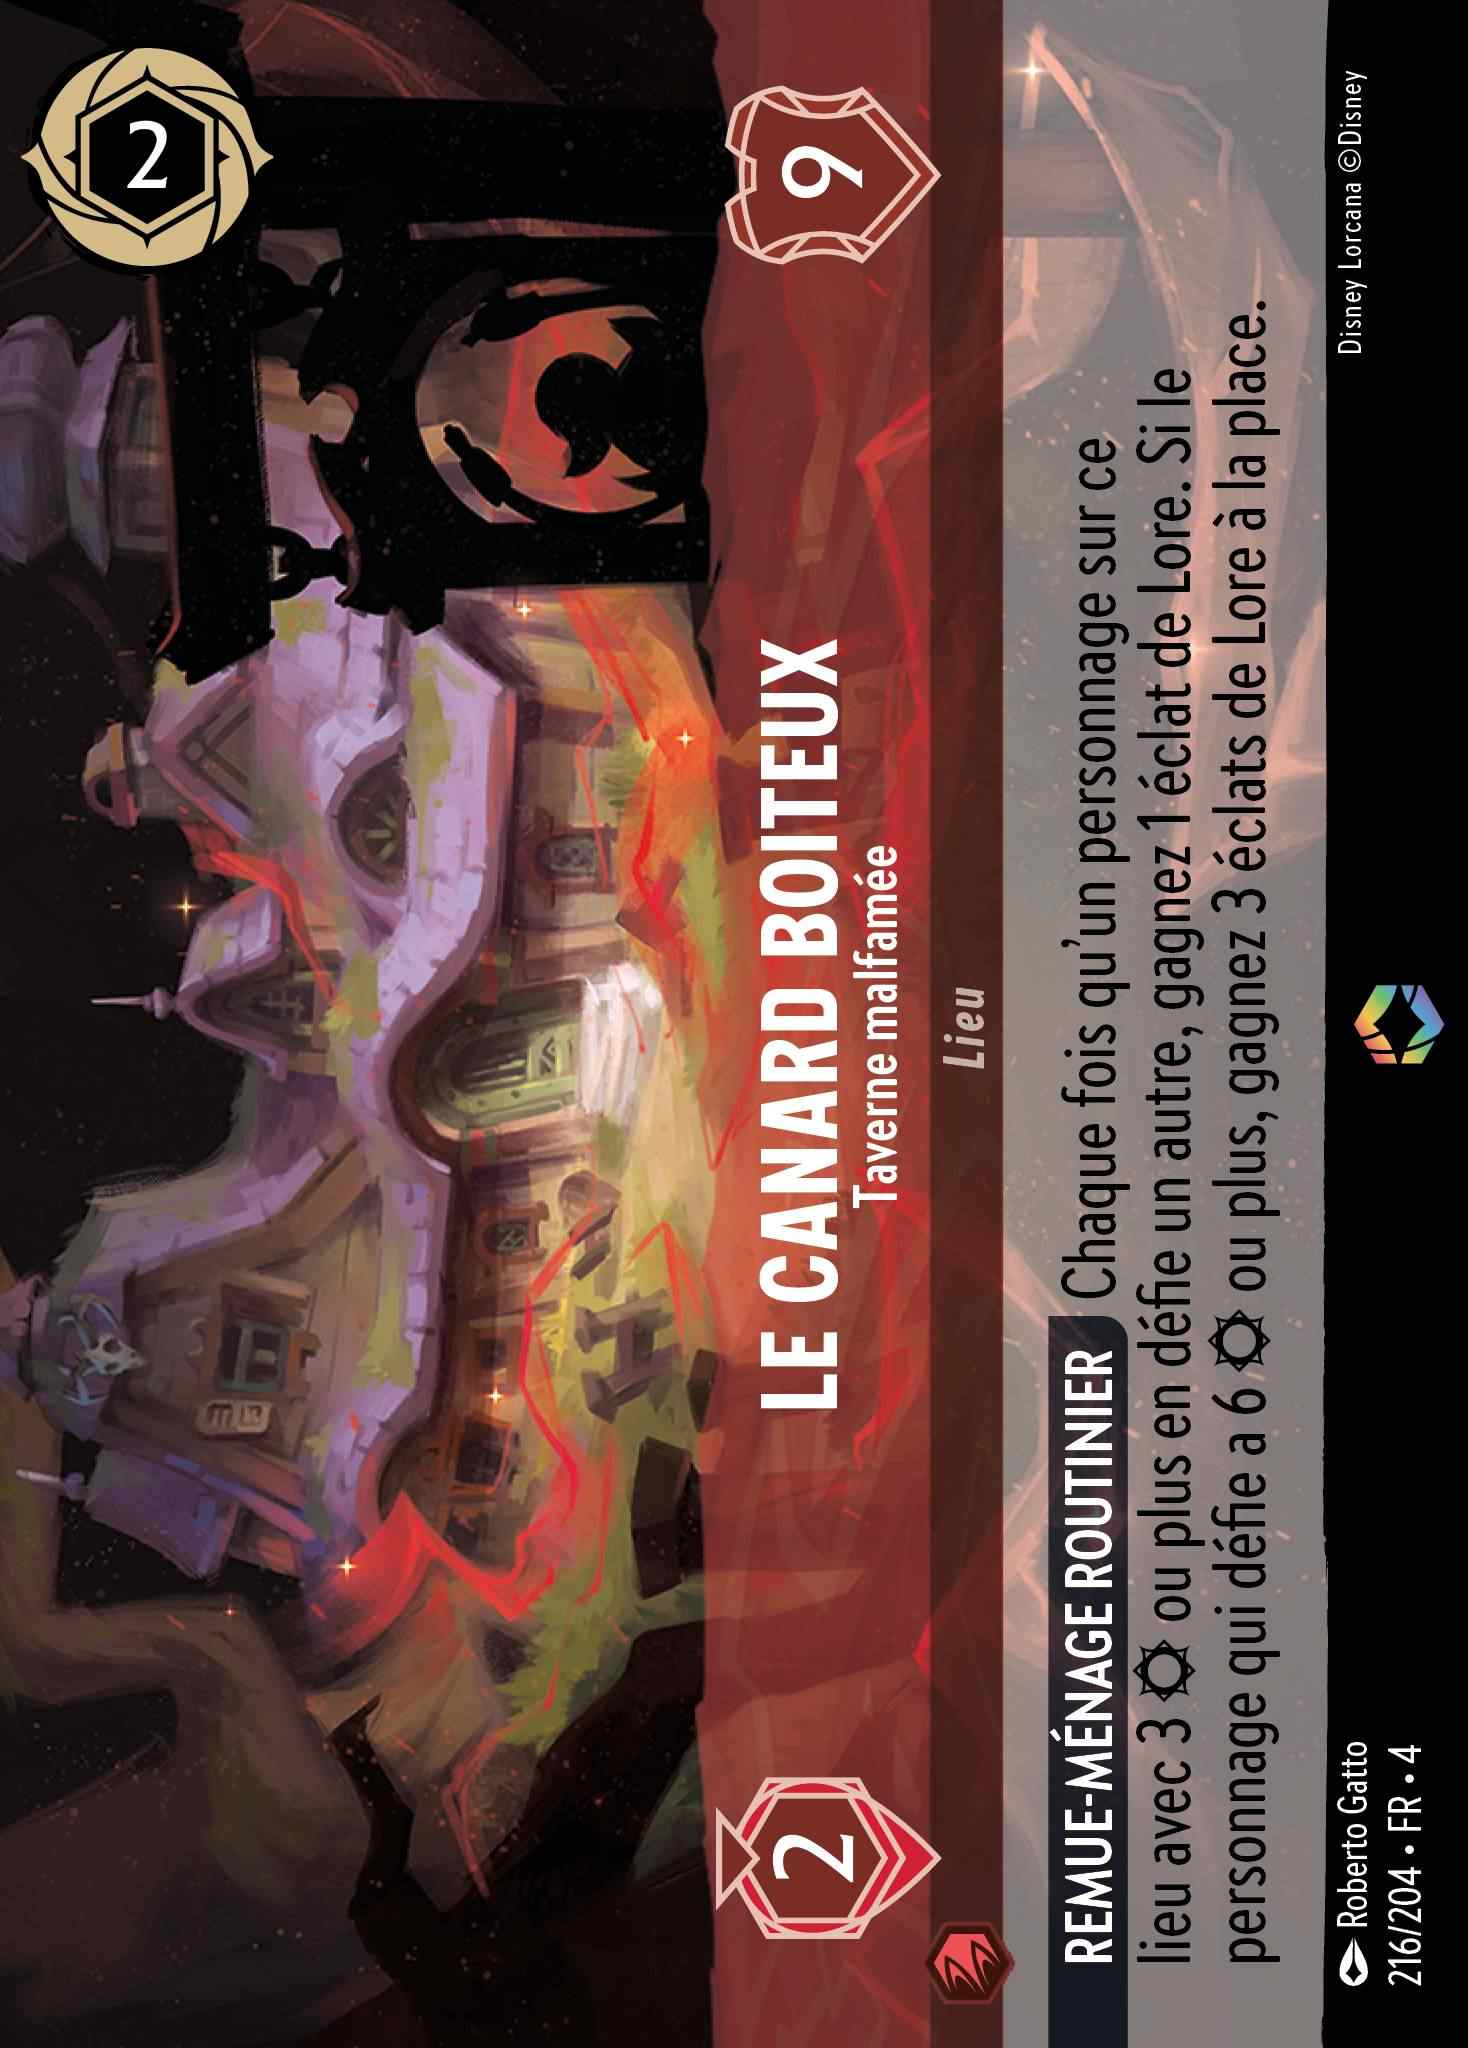 2
LE CANARD BOITEUX
Taverne malfamée
2
9
Lieu
REMUE-MÉNAGE ROUTINIER Chaque fois qu'un personnage sur ce
lieu avec 3 ou plus en défie un autre, gagnez 1 éclat de Lore. Si le
personnage qui défie a 6 ou plus, gagnez 3 éclats de Lore à la place.
Roberto Gatto
Disney Lorcana ©Disney
216/204 • FR • 4